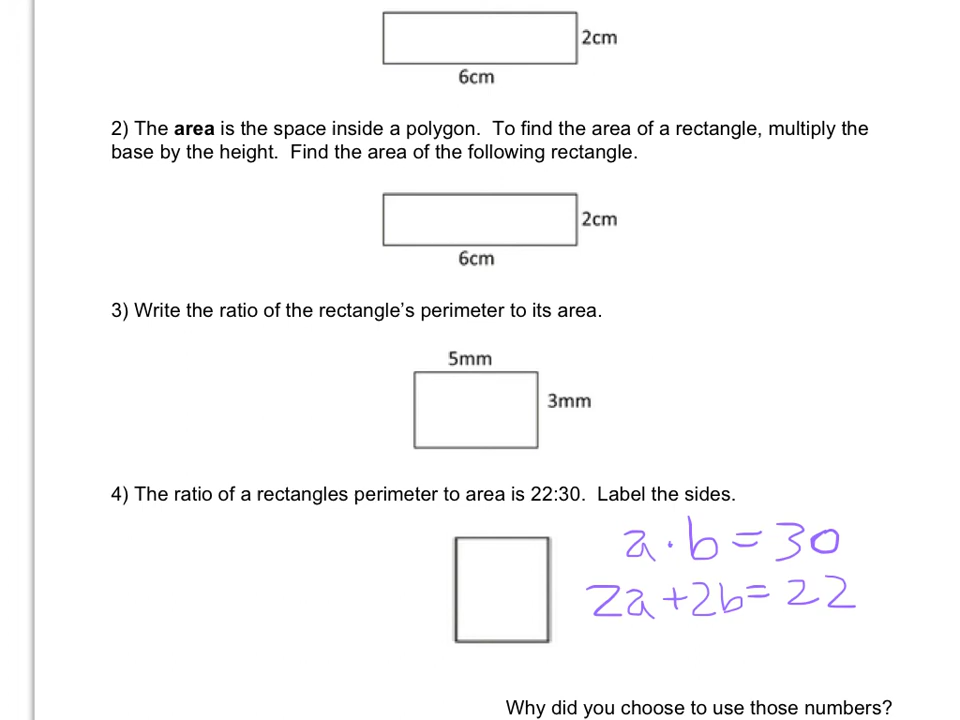 2cm
6cm
2) The area is the space inside a polygon. To find the area of a rectangle, multiply the
base by the height. Find the area of the following rectangle.
2cm
6cm
3) Write the ratio of the rectangle's perimeter to its area.
5mm
3mm
4) The ratio of a rectangles perimeter to area is 22:30. Label the sides.
a · b = 30
2a + 2b = 22
Why did you choose to use those numbers?